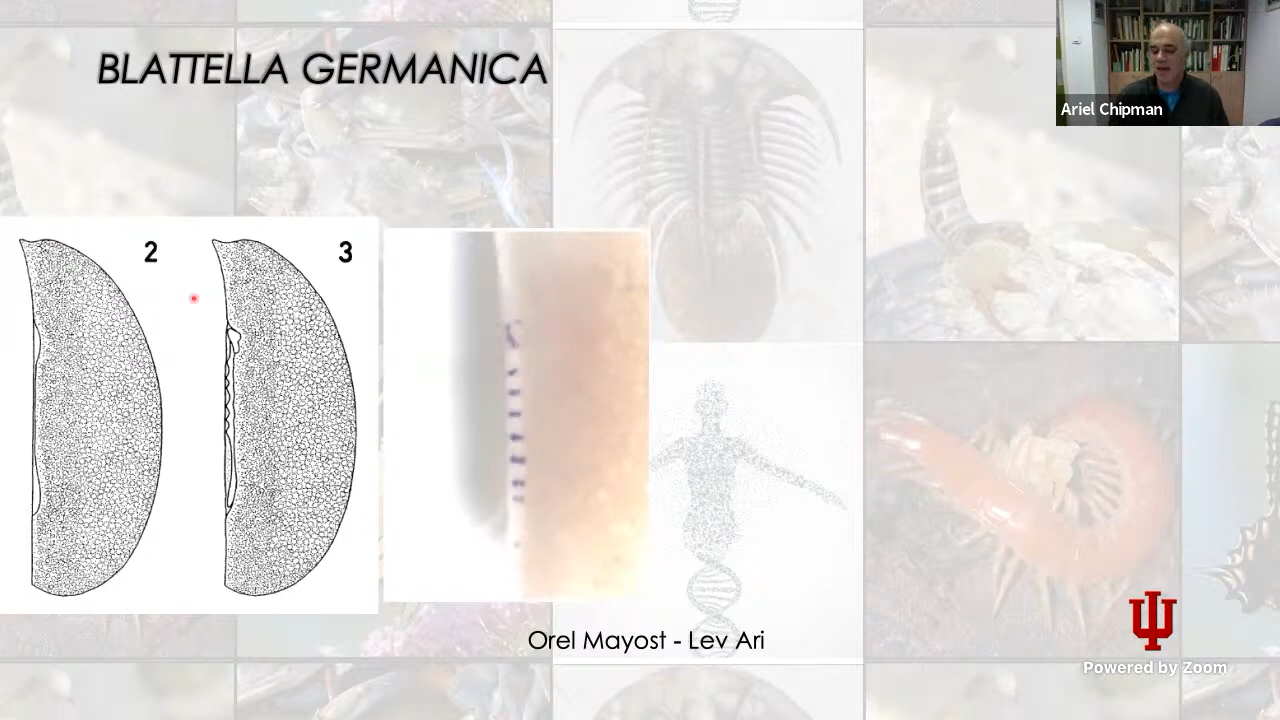 BLATTELLA GERMANICA
Ariel Chipman
2
3
Orel Mayost - Lev Ari
Powered by Zoom